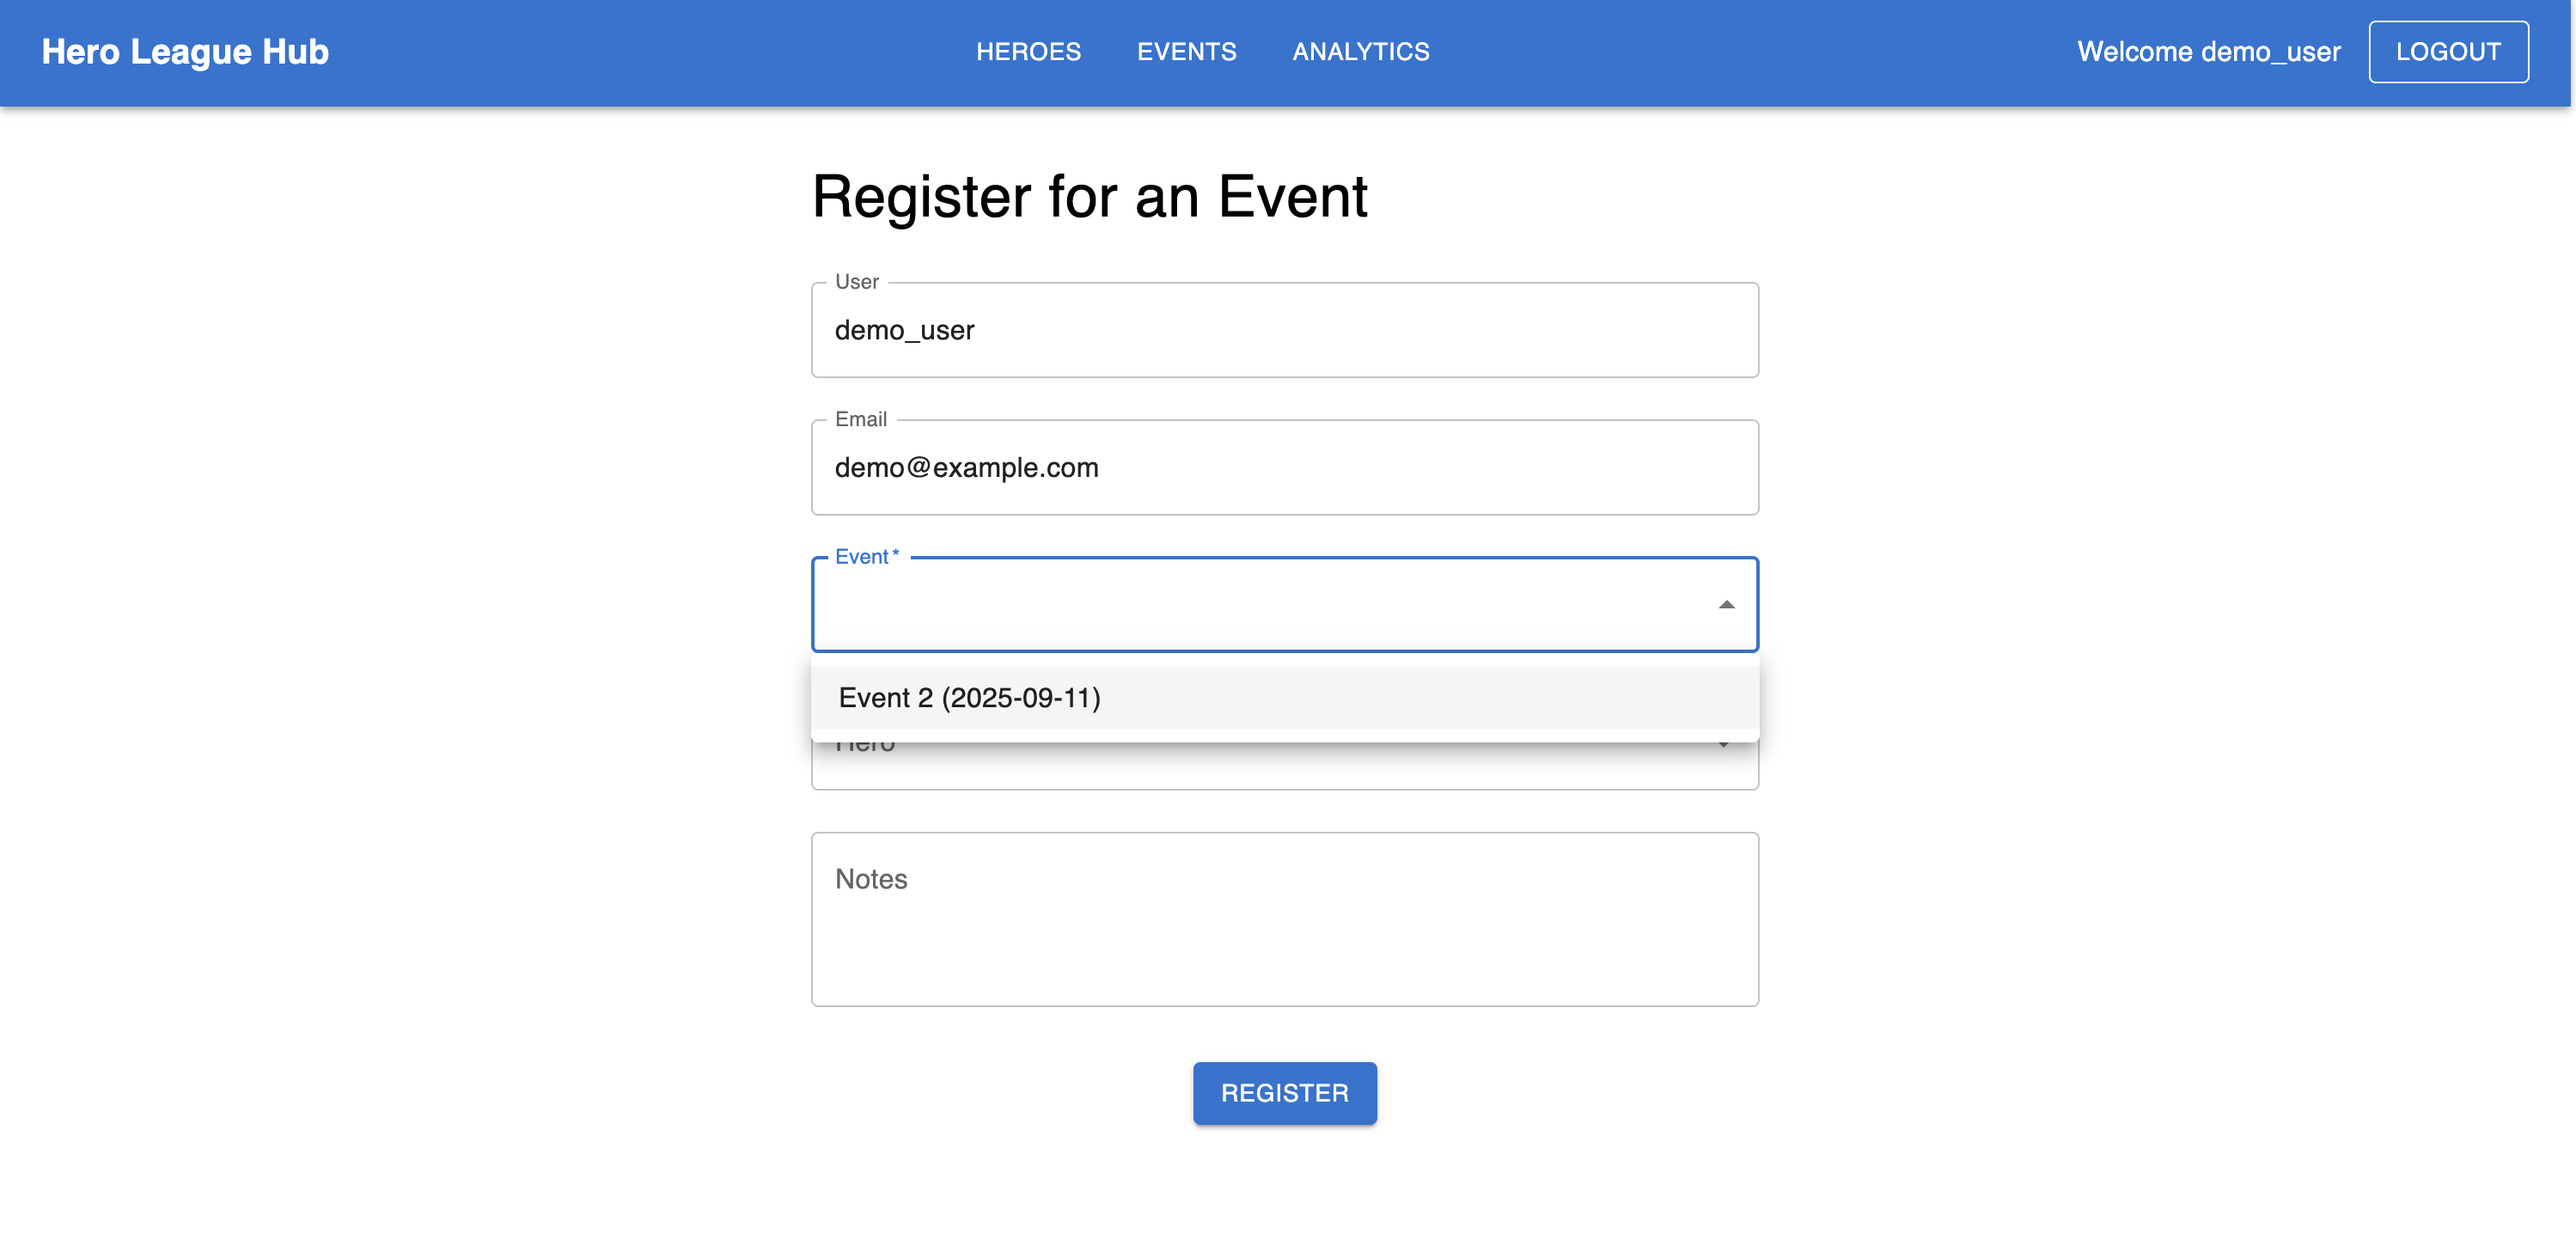 Hero League Hub
HEROES EVENTS ANALYTICS
Welcome demo_user LOGOUT
Register for an Event
User
demo_user
Email
demo@example.com
Event *
Event 2 (2025-09-11)
Hero
Notes
REGISTER